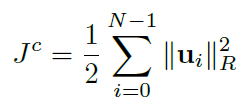 $J^c = \frac{1}{2} \sum_{i=0}^{N-1} \|\mathbf{u}_i\|_R^2$